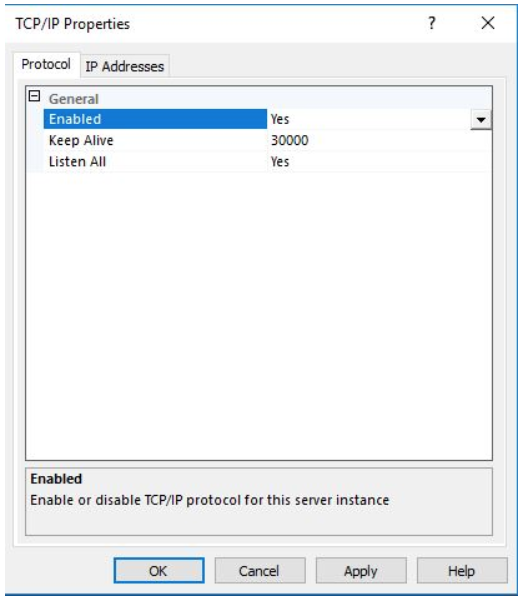 TCP/IP Properties ? ×
Protocol IP Addresses
General
Enabled Yes
Keep Alive 30000
Listen All Yes
Enabled
Enable or disable TCP/IP protocol for this server instance
OK Cancel Apply Help